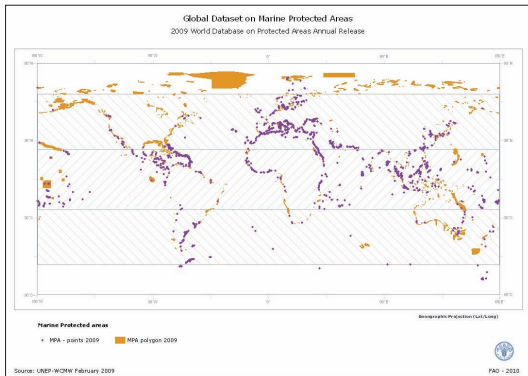 Global Dataset on Marine Protected Areas
2009 World Database on Protected Areas Annual Release
Geographic Projection (Lat/Long)
Marine Protected areas
MPA - points 2009
MPA polygon 2009
Source: UNEP-WCMW February 2009
FAO - 2010